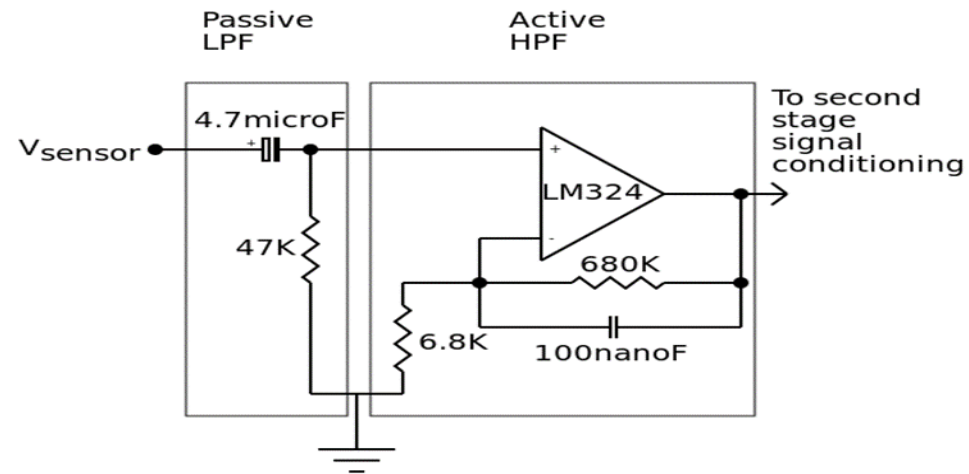 Passive
LPF
Active
HPF
4.7microF
+
Vsensor
47K
+
LM324
-
680K
6.8K
100nanoF
To second
stage
signal
conditioning